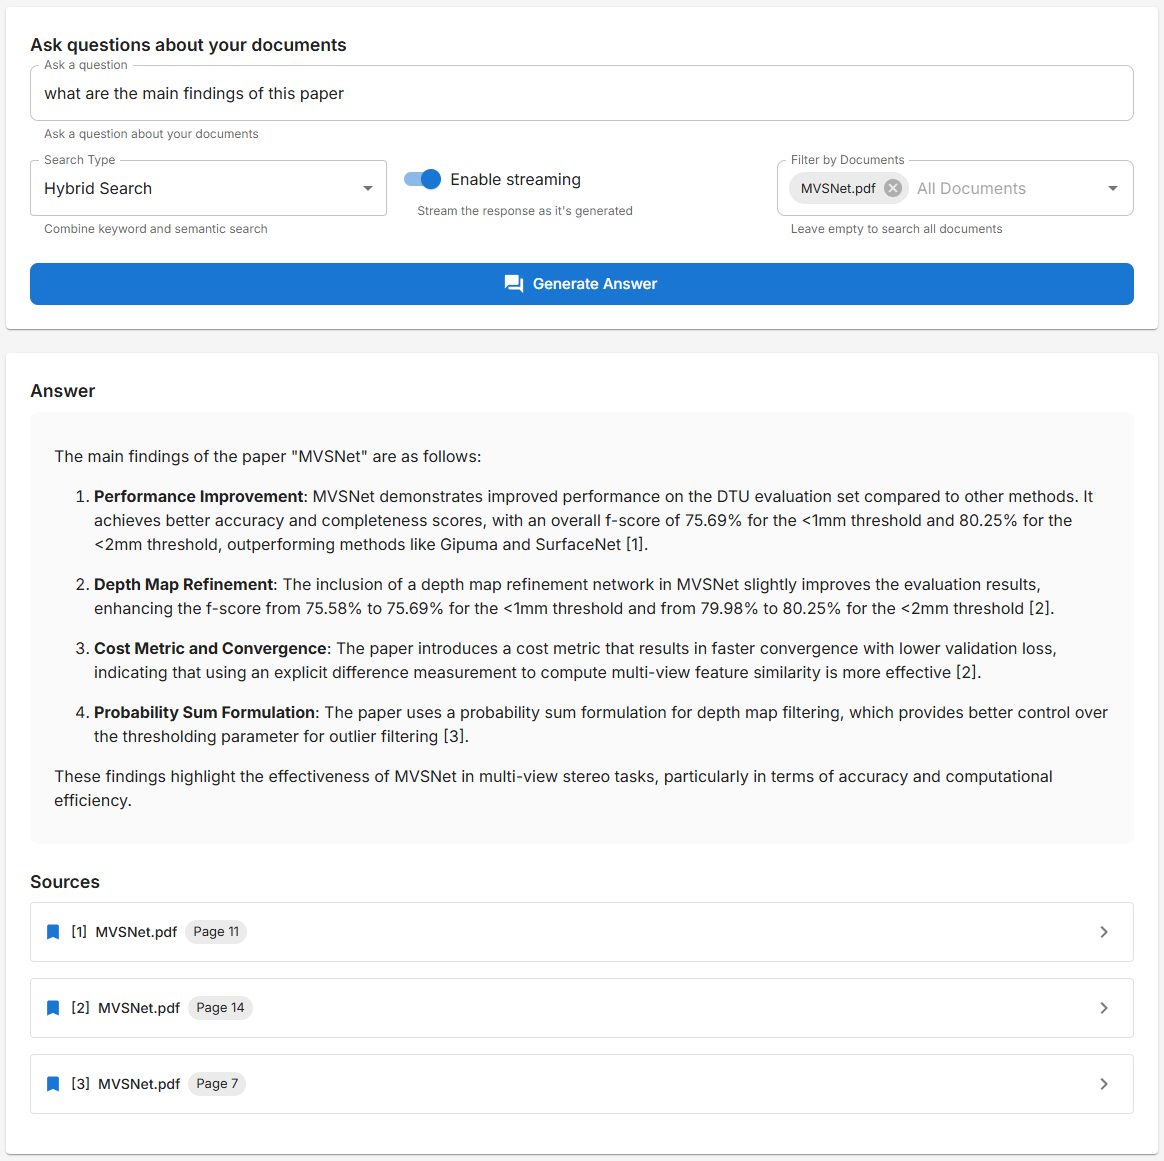 Ask questions about your documents
Ask a question
what are the main findings of this paper
Ask a question about your documents
Search Type
Hybrid Search
Combine keyword and semantic search
Enable streaming
Stream the response as it's generated
Filter by Documents
MVSNet.pdf All Documents
Leave empty to search all documents
Generate Answer
Answer
The main findings of the paper "MVSNet" are as follows:
1. Performance Improvement: MVSNet demonstrates improved performance on the DTU evaluation set compared to other methods. It
achieves better accuracy and completeness scores, with an overall f-score of 75.69% for the <1mm threshold and 80.25% for the
<2mm threshold, outperforming methods like Gipuma and SurfaceNet [1].
2. Depth Map Refinement: The inclusion of a depth map refinement network in MVSNet slightly improves the evaluation results,
enhancing the f-score from 75.58% to 75.69% for the <1mm threshold and from 79.98% to 80.25% for the <2mm threshold [2].
3. Cost Metric and Convergence: The paper introduces a cost metric that results in faster convergence with lower validation loss,
indicating that using an explicit difference measurement to compute multi-view feature similarity is more effective [2].
4. Probability Sum Formulation: The paper uses a probability sum formulation for depth map filtering, which provides better control over
the thresholding parameter for outlier filtering [3].
These findings highlight the effectiveness of MVSNet in multi-view stereo tasks, particularly in terms of accuracy and computational
efficiency.
Sources
[1] MVSNet.pdf Page 11
[2] MVSNet.pdf Page 14
[3] MVSNet.pdf Page 7